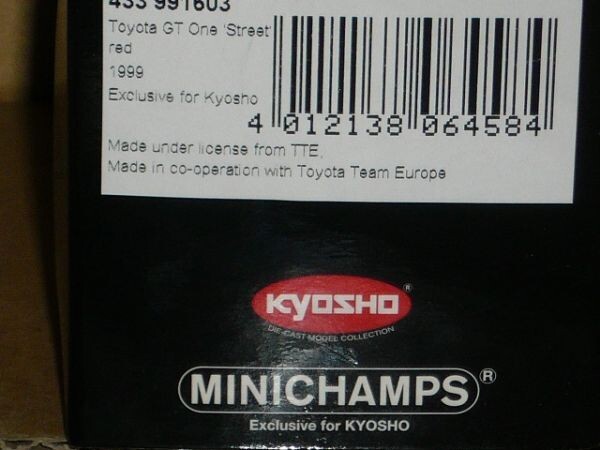 433 991603
Toyota GT One 'Street'
red
1999
Exclusive for Kyosho
4 012138 064584
Made under license from TTE,
Made in co-operation with Toyota Team Europe
KYOSHO®
DIE-CAST MODEL COLLECTION
MINICHAMPS®
Exclusive for KYOSHO